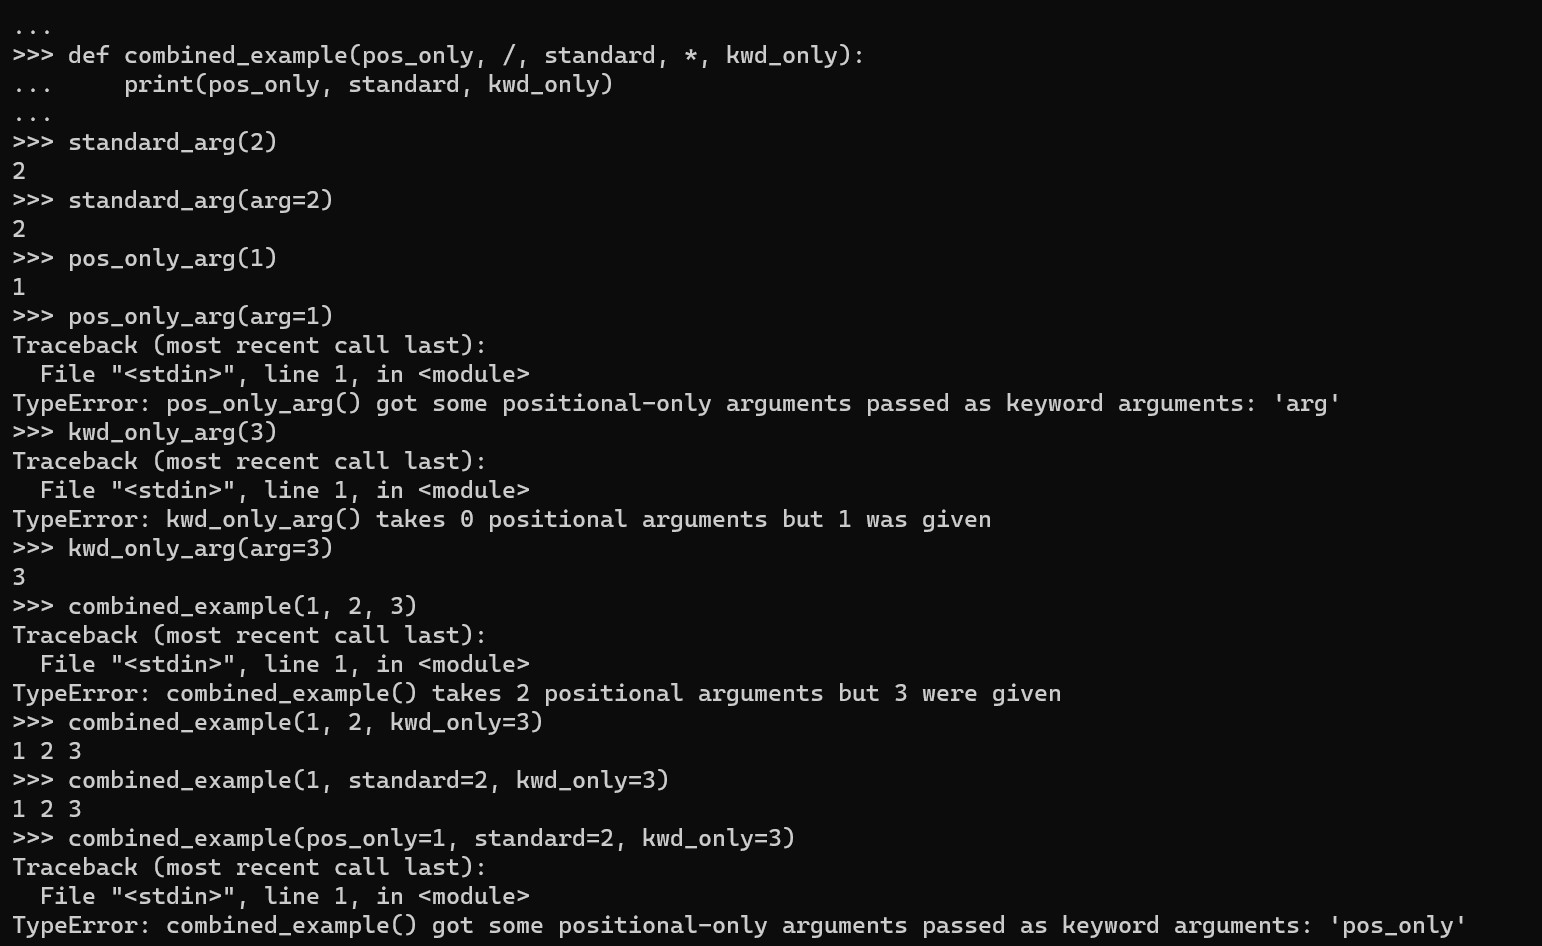 ...
>>> def combined_example(pos_only, /, standard, *, kwd_only):
...     print(pos_only, standard, kwd_only)
...
>>> standard_arg(2)
2
>>> standard_arg(arg=2)
2
>>> pos_only_arg(1)
1
>>> pos_only_arg(arg=1)
Traceback (most recent call last):
  File "<stdin>", line 1, in <module>
TypeError: pos_only_arg() got some positional-only arguments passed as keyword arguments: 'arg'
>>> kwd_only_arg(3)
Traceback (most recent call last):
  File "<stdin>", line 1, in <module>
TypeError: kwd_only_arg() takes 0 positional arguments but 1 was given
>>> kwd_only_arg(arg=3)
3
>>> combined_example(1, 2, 3)
Traceback (most recent call last):
  File "<stdin>", line 1, in <module>
TypeError: combined_example() takes 2 positional arguments but 3 were given
>>> combined_example(1, 2, kwd_only=3)
1 2 3
>>> combined_example(1, standard=2, kwd_only=3)
1 2 3
>>> combined_example(pos_only=1, standard=2, kwd_only=3)
Traceback (most recent call last):
  File "<stdin>", line 1, in <module>
TypeError: combined_example() got some positional-only arguments passed as keyword arguments: 'pos_only'